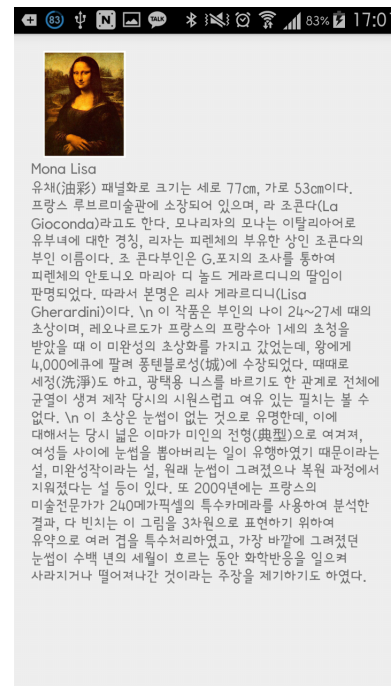 83 N TALK 83% 17:0
Mona Lisa
유채(油彩) 패널화로 크기는 세로 77㎝, 가로 53㎝이다.
프랑스 루브르미술관에 소장되어 있으며, 라 조콘다(La
Gioconda)라고도 한다. 모나리자의 모나는 이탈리아어로
유부녀에 대한 경칭, 리자는 피렌체의 부유한 상인 조콘다의
부인 이름이다. 조 콘다부인은 G.포지의 조사를 통하여
피렌체의 안토니오 마리아 디 놀드 게라르디니의 딸임이
판명되었다. 따라서 본명은 리사 게라르디니(Lisa
Gherardini)이다. \n 이 작품은 부인의 나이 24~27세 때의
초상이며, 레오나르도가 프랑스의 프랑수아 1세의 초청을
받았을 때 이 미완성의 초상화를 가지고 갔었는데, 왕에게
4,000에큐에 팔려 퐁텐블로성(城)에 수장되었다. 때때로
세정(洗淨)도 하고, 광택용 니스를 바르기도 한 관계로 전체에
균열이 생겨 제작 당시의 시원스럽고 여유 있는 필치는 볼 수
없다. \n 이 초상은 눈썹이 없는 것으로 유명한데, 이에
대해서는 당시 넓은 이마가 미인의 전형(典型)으로 여겨져,
여성들 사이에 눈썹을 뽑아버리는 일이 유행하였기 때문이라는
설, 미완성작이라는 설, 원래 눈썹이 그려졌으나 복원 과정에서
지워졌다는 설 등이 있다. 또 2009년에는 프랑스의
미술전문가가 240메가픽셀의 특수카메라를 사용하여 분석한
결과, 다 빈치는 이 그림을 3차원으로 표현하기 위하여
유약으로 여러 겹을 특수처리하였고, 가장 바깥에 그려졌던
눈썹이 수백 년의 세월이 흐르는 동안 화학반응을 일으켜
사라지거나 떨어져나간 것이라는 주장을 제기하기도 하였다.